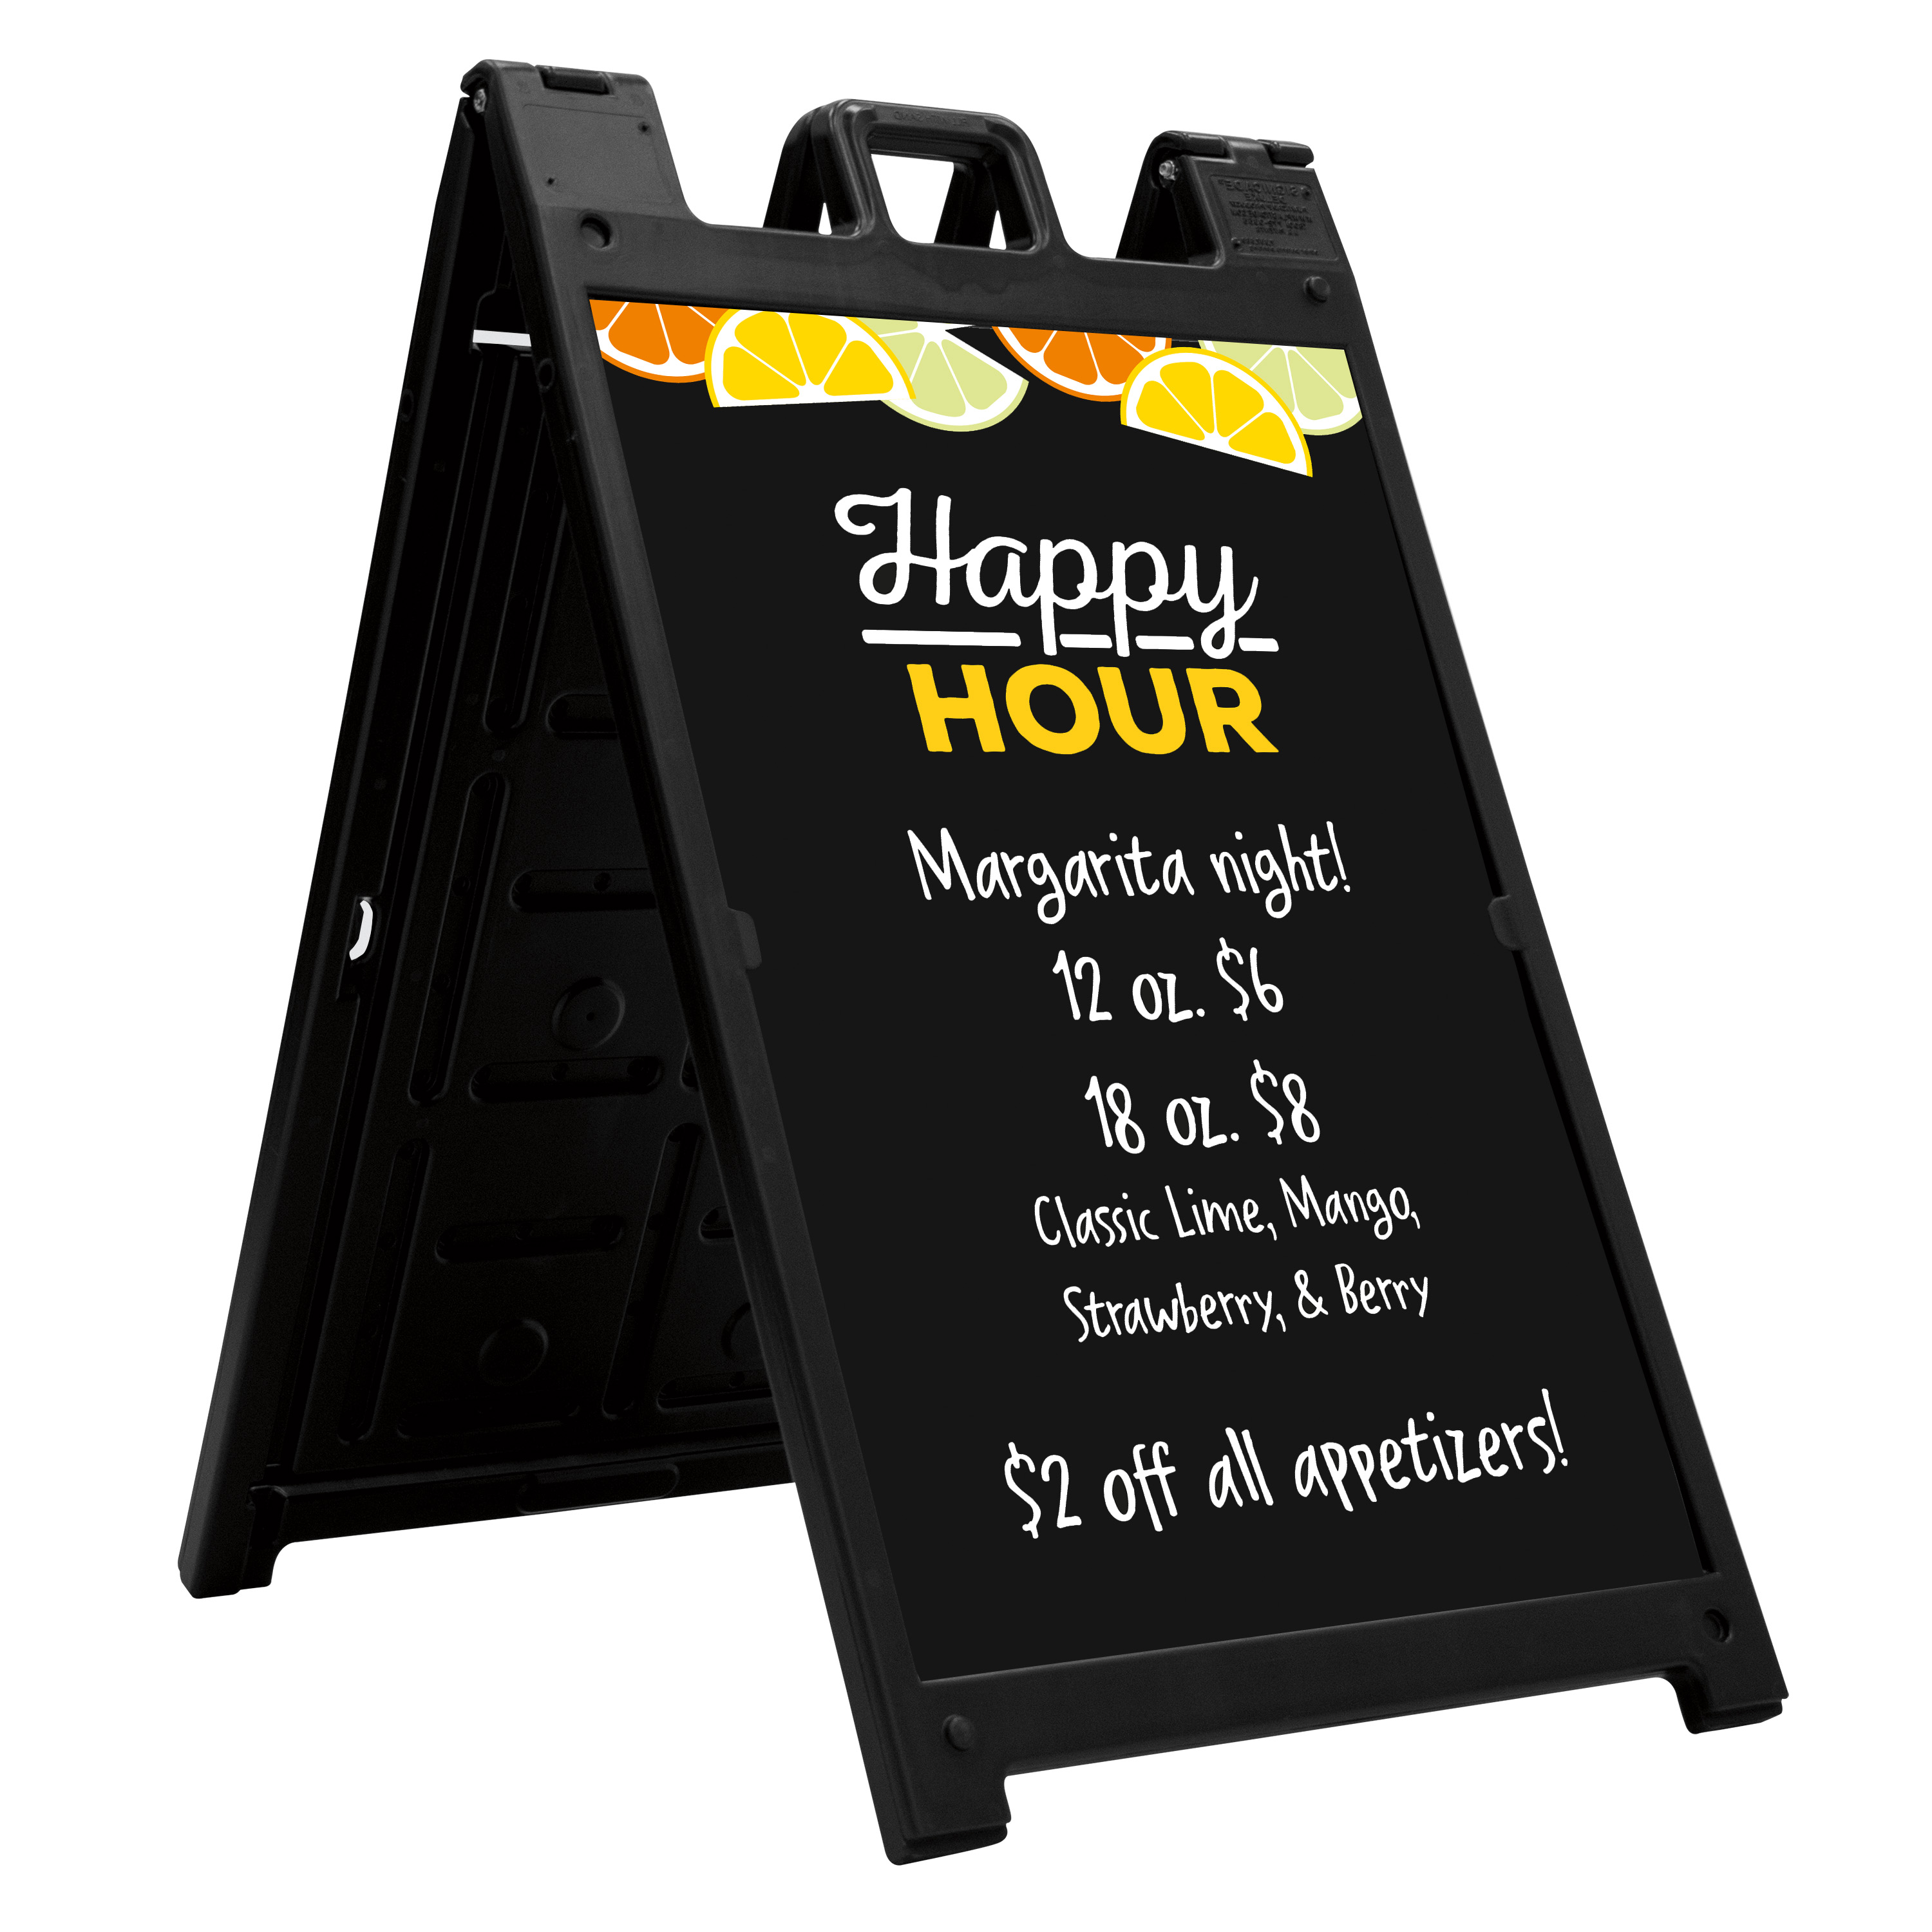 Happy
HOUR
Margarita night!
12 oz. $6
18 oz. $8
Classic Lime, Mango,
Strawberry, & Berry
$2 off all appetizers!